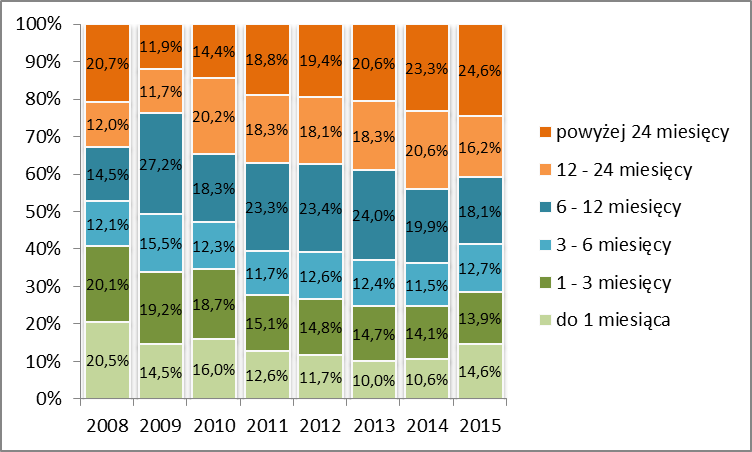 100%
90%
80%
70%
60%
50%
40%
30%
20%
10%
0%
20,7% 11,9% 14,4% 18,8% 19,4% 20,6% 23,3% 24,6%
12,0% 11,7% 20,2% 18,3% 18,1% 18,3% 20,6% 16,2%
14,5% 27,2% 18,3% 23,3% 23,4% 24,0% 19,9% 18,1%
12,1% 15,5% 12,3% 11,7% 12,6% 12,4% 11,5% 12,7%
20,1% 19,2% 18,7% 15,1% 14,8% 14,7% 14,1% 13,9%
20,5% 14,5% 16,0% 12,6% 11,7% 10,0% 10,6% 14,6%
2008 2009 2010 2011 2012 2013 2014 2015
powyżej 24 miesięcy
12 - 24 miesięcy
6 - 12 miesięcy
3 - 6 miesięcy
1 - 3 miesięcy
do 1 miesiąca